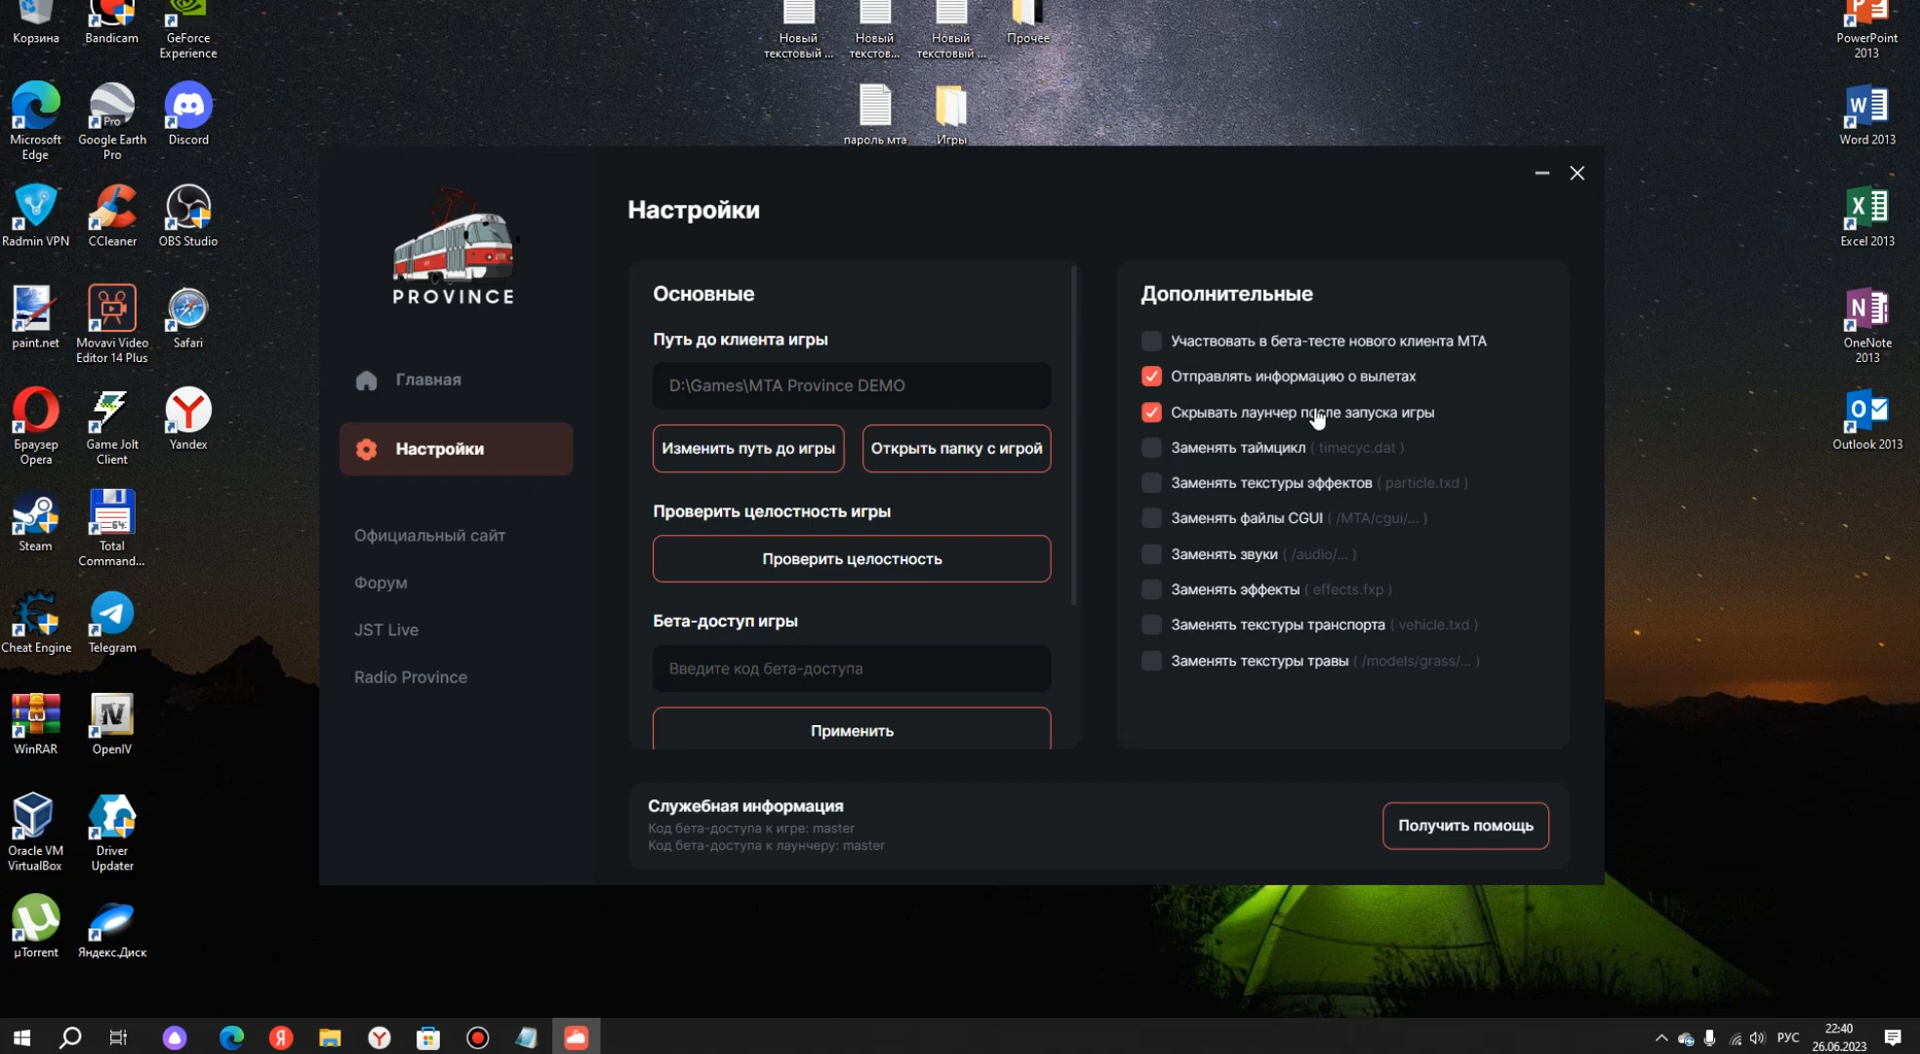 Корзина
Bandicam
GeForce
Experience
Новый
текстовый ...
Новый
текстов...
Новый
текстовый ...
Прочее
PowerPoint
2013
Microsoft
Edge
Google Earth
Pro
Discord
пароль мта
Игры
Word 2013
Radmin VPN
CCleaner
OBS Studio
Excel 2013
paint.net
Movavi Video
Editor 14 Plus
Safari
OneNote
2013
Браузер
Opera
Game Jolt
Client
Yandex
Outlook 2013
Steam
Total
Command...
Cheat Engine
Telegram
WinRAR
OpenIV
Oracle VM
VirtualBox
Driver
Updater
µTorrent
Яндекс.Диск
PROVINCE
Главная
Настройки
Официальный сайт
Форум
JST Live
Radio Province
Настройки
Основные
Путь до клиента игры
D:\Games\MTA Province DEMO
Изменить путь до игры
Открыть папку с игрой
Проверить целостность игры
Проверить целостность
Бета-доступ игры
Введите код бета-доступа
Применить
Дополнительные
Участвовать в бета-тесте нового клиента МТА
Отправлять информацию о вылетах
Скрывать лаунчер после запуска игры
Заменять таймцикл ( timecyc.dat )
Заменять текстуры эффектов ( particle.txd )
Заменять файлы CGUI ( /MTA/cgui/... )
Заменять звуки ( /audio/... )
Заменять эффекты ( effects.fxp )
Заменять текстуры транспорта ( vehicle.txd )
Заменять текстуры травы ( /models/grass/... )
Служебная информация
Код бета-доступа к игре: master
Код бета-доступа к лаунчеру: master
Получить помощь
РУС
22:40
26.06.2023